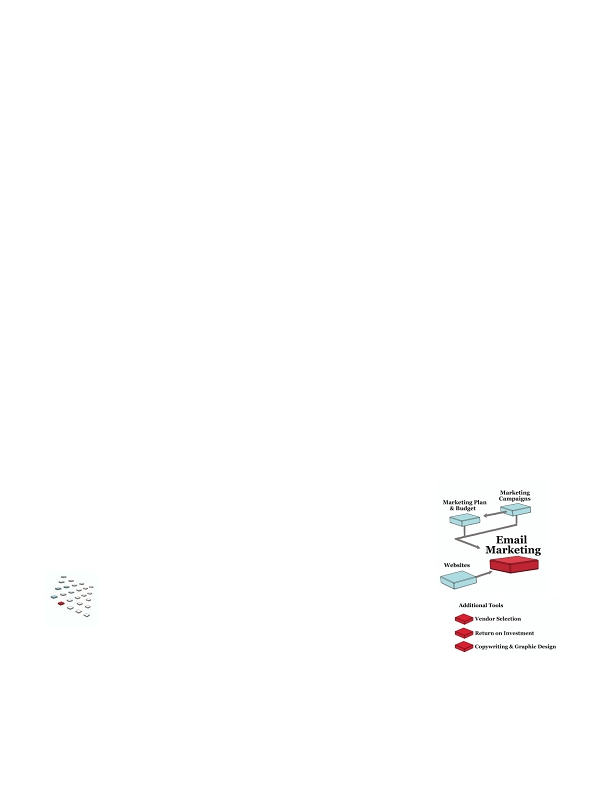 Marketing
Campaigns
Marketing Plan
& Budget
Email
Marketing
Websites
Additional Tools
Vendor Selection
Return on Investment
Copywriting & Graphic Design